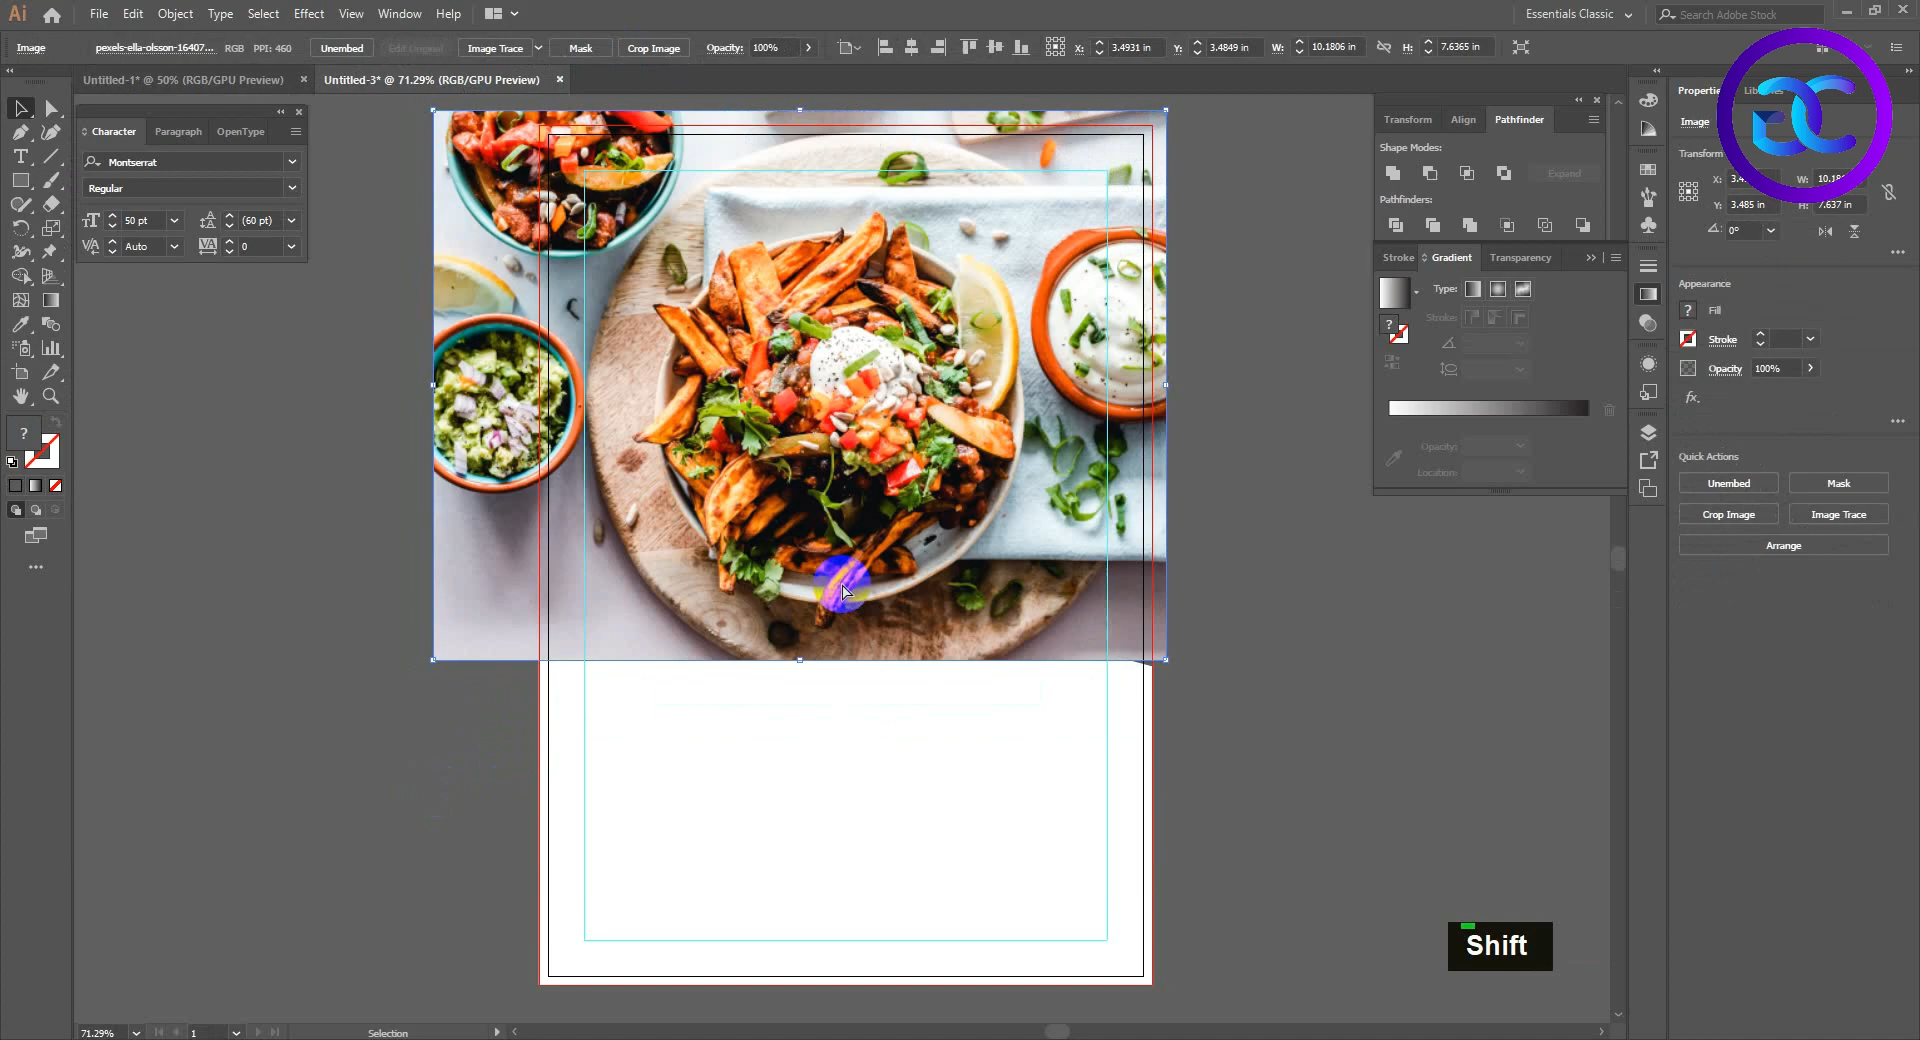 Ai File Edit Object Type Select Effect View Window Help Essentials Classic Search Adobe Stock
Image pexels-ella-olsson-16407... RGB PPI: 460 Unembed Edit Original Image Trace Mask Crop Image Opacity: 100% X: 3.4931 in Y: 3.4849 in W: 10.1806 in H: 7.6365 in
Untitled-1* @ 50% (RGB/GPU Preview) × Untitled-3* @ 71.29% (RGB/GPU Preview) ×
Character Paragraph OpenType
Montserrat
Regular
50 pt (60 pt)
Auto 0
Transform Align Pathfinder
Shape Modes:
Expand
Pathfinders:
Stroke Gradient Transparency
Type:
Stroke:
Opacity:
Location:
Properties
Image
Transform
X: W: 10.186
Y: 3.485 in H: 7.637 in
0°
Appearance
? Fill
Stroke
Opacity 100%
fx.
Quick Actions
Unembed Mask
Crop Image Image Trace
Arrange
Shift
71.29% 1 Selection